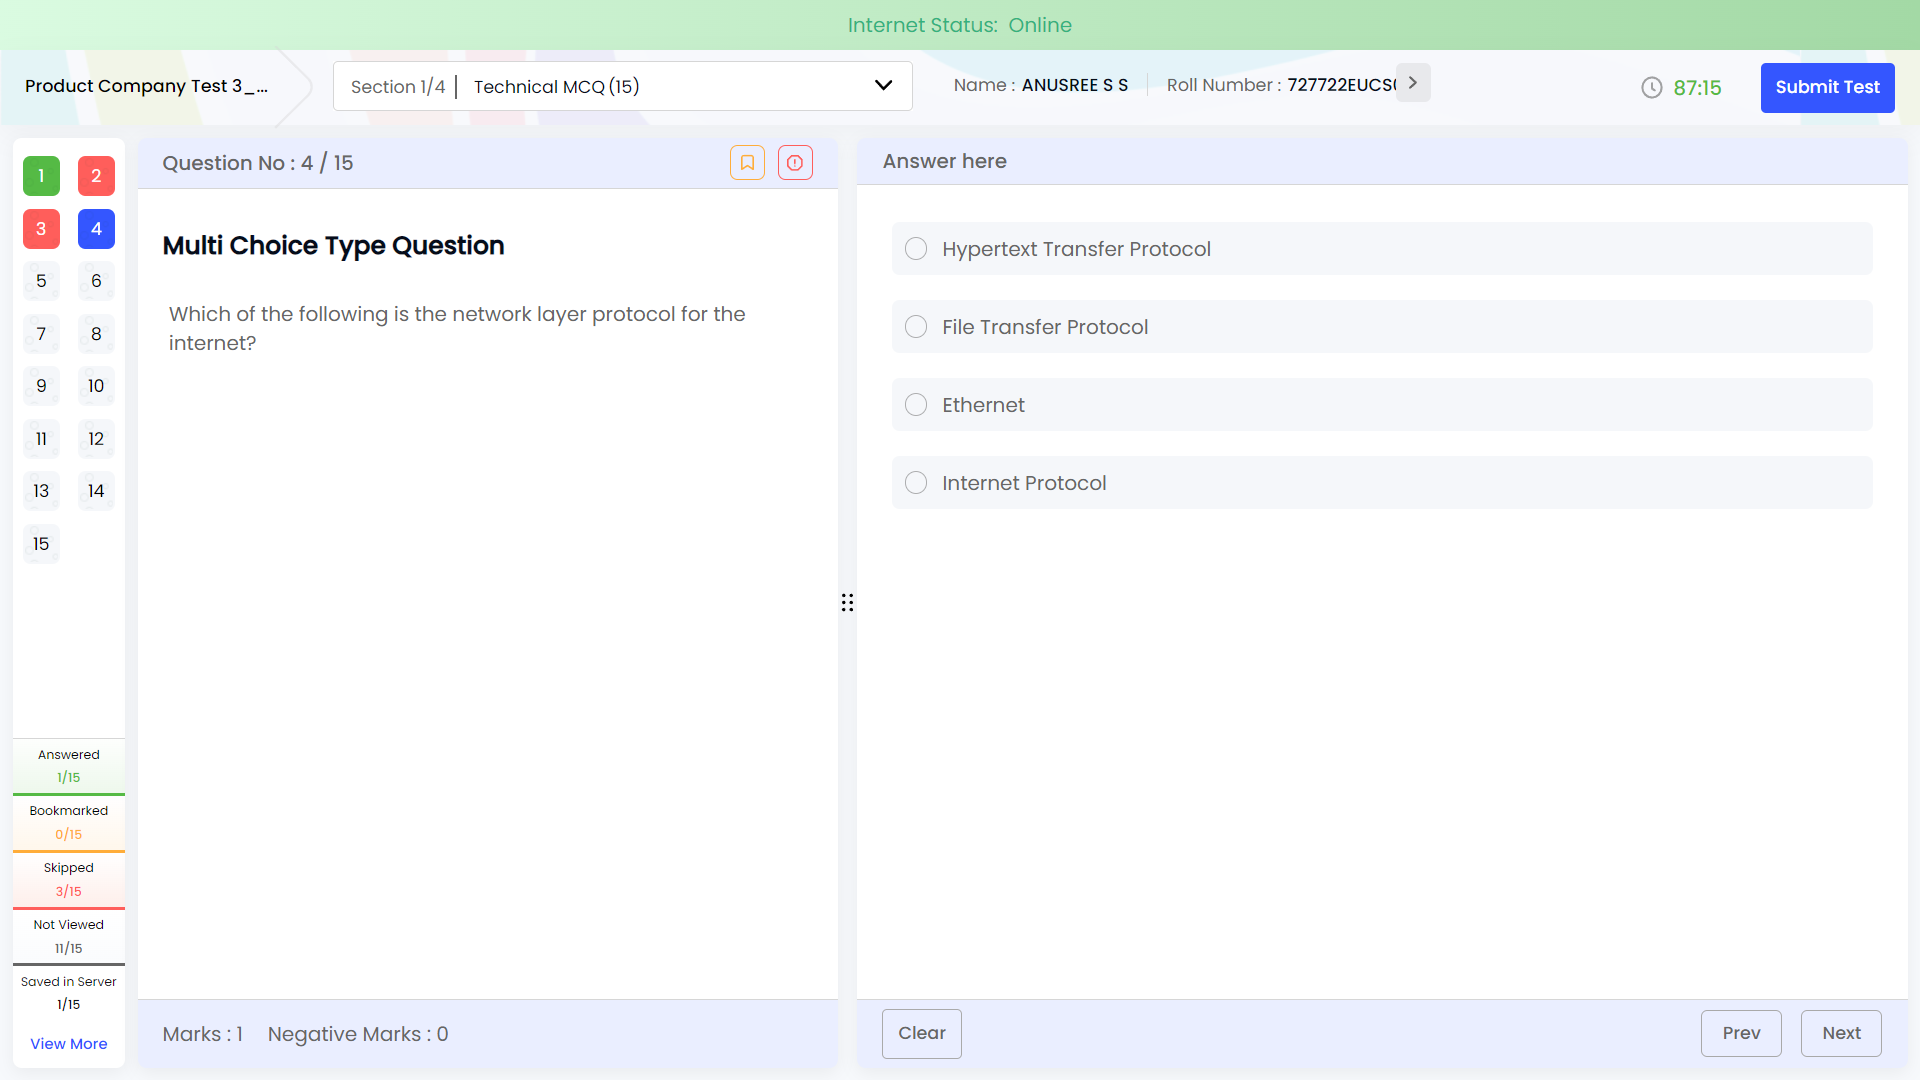 Internet Status: Online
Product Company Test 3_...
Section 1/4 | Technical MCQ (15)
Name : ANUSREE S S
Roll Number : 727722EUCS
87:15
Submit Test
1 2
3 4
5 6
7 8
9 10
11 12
13 14
15
Answered
1/15
Bookmarked
0/15
Skipped
3/15
Not Viewed
11/15
Saved in Server
1/15
View More
Question No : 4 / 15
Multi Choice Type Question
Which of the following is the network layer protocol for the
internet?
Marks : 1 Negative Marks : 0
Answer here
Hypertext Transfer Protocol
File Transfer Protocol
Ethernet
Internet Protocol
Clear
Prev
Next